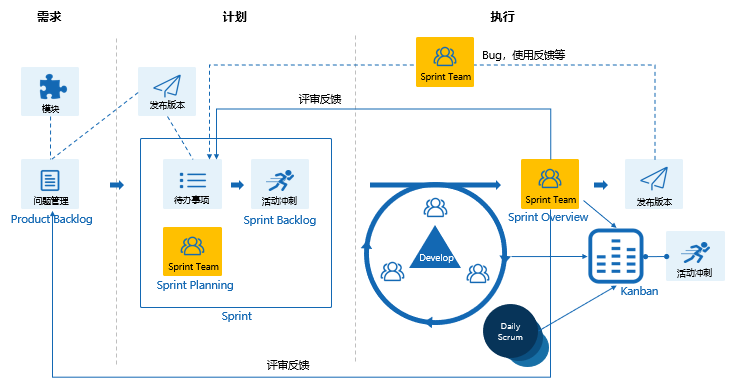 需求
计划
执行
Sprint Team
Bug，使用反馈等
模块
发布版本
评审反馈
问题管理
Product Backlog
待办事项
活动冲刺
Sprint Backlog
Sprint Team
Sprint Overview
发布版本
Sprint Team
Sprint Planning
Sprint
Develop
Kanban
活动冲刺
Daily
Scrum
评审反馈